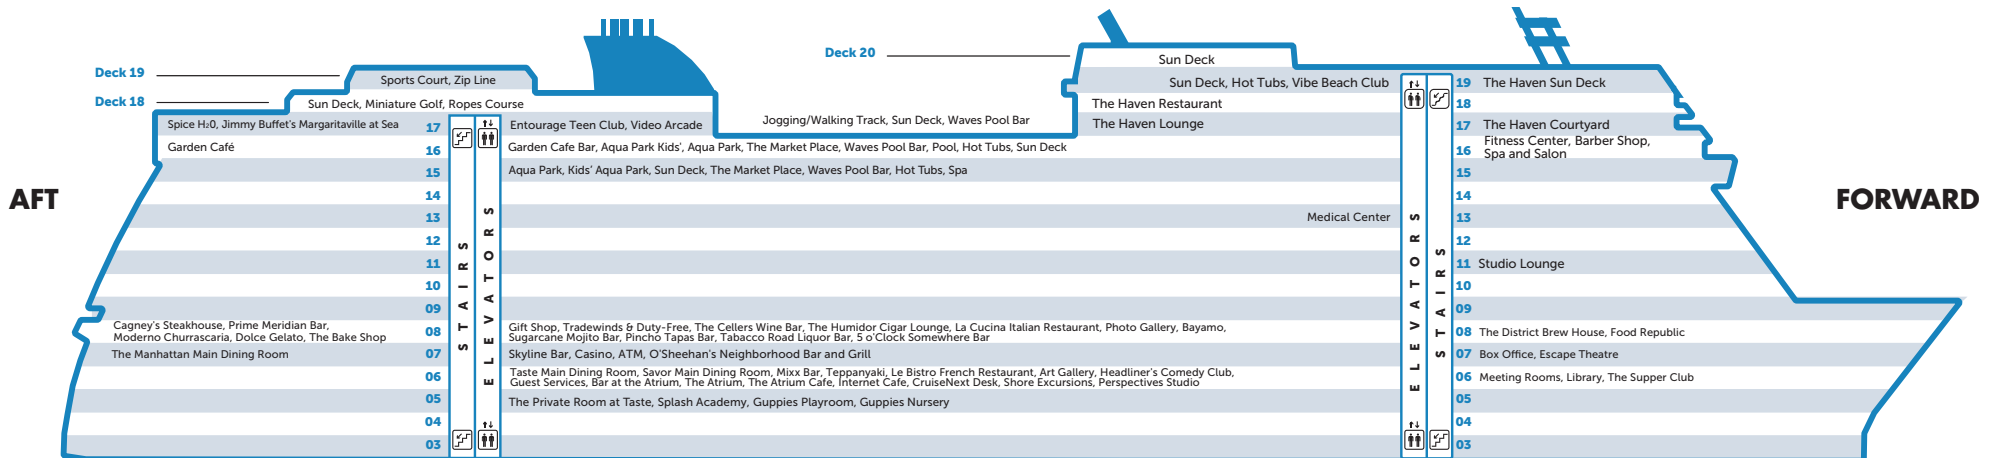 Deck 20
Sun Deck
Deck 19
Sports Court, Zip Line
Sun Deck, Hot Tubs, Vibe Beach Club
19 The Haven Sun Deck
Deck 18
Sun Deck, Miniature Golf, Ropes Course
The Haven Restaurant
18
Spice H20, Jimmy Buffet's Margaritaville at Sea
17
Entourage Teen Club, Video Arcade
Jogging/Walking Track, Sun Deck, Waves Pool Bar
The Haven Lounge
17 The Haven Courtyard
Garden Café
16
Garden Cafe Bar, Aqua Park Kids', Aqua Park, The Market Place, Waves Pool Bar, Pool, Hot Tubs, Sun Deck
16
Fitness Center, Barber Shop,
Spa and Salon
15
Aqua Park, Kids' Aqua Park, Sun Deck, The Market Place, Waves Pool Bar, Hot Tubs, Spa
15
AFT
14
14
FORWARD
13
Medical Center
13
12
12
11
11 Studio Lounge
10
10
09
09
Cagney's Steakhouse, Prime Meridian Bar,
Moderno Churrascaria, Dolce Gelato, The Bake Shop
08
Gift Shop, Tradewinds & Duty-Free, The Cellers Wine Bar, The Humidor Cigar Lounge, La Cucina Italian Restaurant, Photo Gallery, Bayamo,
Sugarcane Mojito Bar, Pincho Tapas Bar, Tabacco Road Liquor Bar, 5 o'Clock Somewhere Bar
08 The District Brew House, Food Republic
The Manhattan Main Dining Room
07
Skyline Bar, Casino, ATM, O'Sheehan's Neighborhood Bar and Grill
07 Box Office, Escape Theatre
06
Taste Main Dining Room, Savor Main Dining Room, Mixx Bar, Teppanyaki, Le Bistro French Restaurant, Art Gallery, Headliner's Comedy Club,
Guest Services, Bar at the Atrium, The Atrium, The Atrium Cafe, Internet Cafe, CruiseNext Desk, Shore Excursions, Perspectives Studio
06 Meeting Rooms, Library, The Supper Club
05
The Private Room at Taste, Splash Academy, Guppies Playroom, Guppies Nursery
05
04
04
03
03
STAIRS
ELEVATORS
ELEVATORS
STAIRS